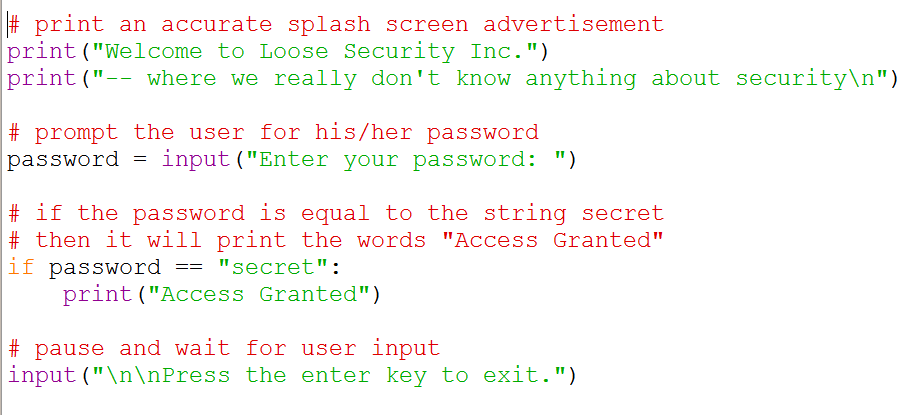 # print an accurate splash screen advertisement
print("Welcome to Loose Security Inc.")
print("-- where we really don't know anything about security\n")

# prompt the user for his/her password
password = input("Enter your password: ")

# if the password is equal to the string secret
# then it will print the words "Access Granted"
if password == "secret":
    print("Access Granted")

# pause and wait for user input
input("\n\nPress the enter key to exit.")